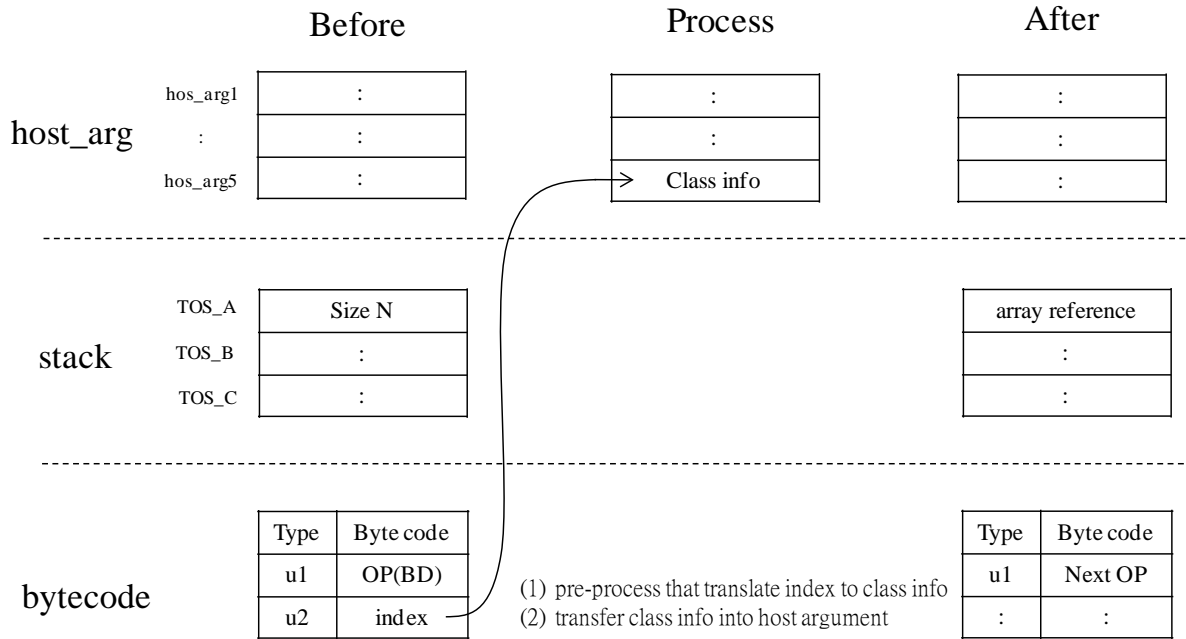 Before Process After
hos_arg1 : : :
host_arg : : : :
hos_arg5 : Class info :
TOS_A Size N array reference
stack TOS_B : :
TOS_C : :
Type Byte code Type Byte code
u1 OP(BD) u1 Next OP
bytecode
(1) pre-process that translate index to class info
u2 index (2) transfer class info into host argument : :